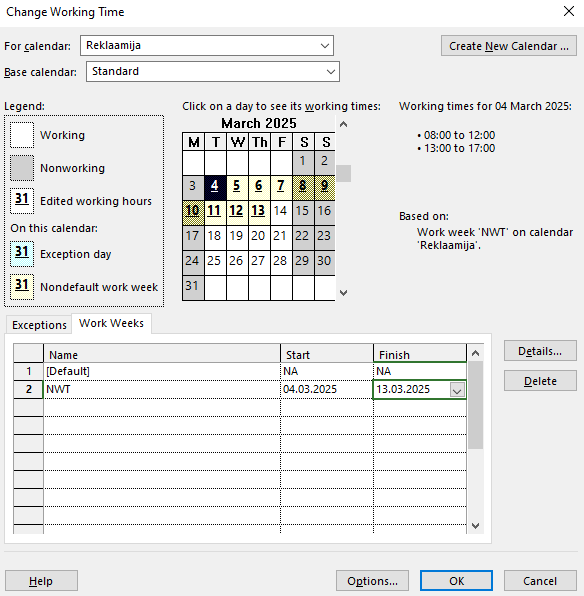 Change Working Time
For calendar: Reklaamija
Create New Calendar ...
Base calendar: Standard
Legend:
Working
Nonworking
31 Edited working hours
On this calendar:
31 Exception day
31 Nondefault work week
Click on a day to see its working times:
March 2025
M T W Th F S S
1 2
3 4 5 6 7 8 9
10 11 12 13 14 15 16
17 18 19 20 21 22 23
24 25 26 27 28 29 30
31
Working times for 04 March 2025:
• 08:00 to 12:00
• 13:00 to 17:00
Based on:
Work week 'NWT' on calendar
'Reklaamija'.
Exceptions Work Weeks
Name Start Finish
1 [Default] NA NA
2 NWT 04.03.2025 13.03.2025
Details...
Delete
Help Options... OK Cancel